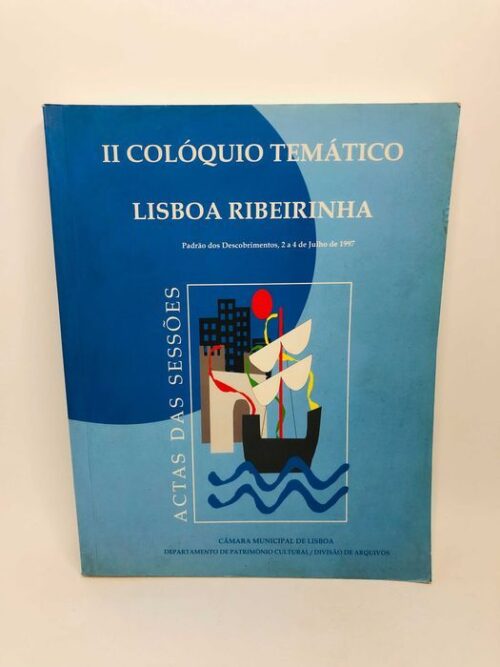 II COLÓQUIO TEMÁTICO
LISBOA RIBEIRINHA
Padrão dos Descobrimentos, 2 a 4 de Julho de 1997
ACTAS DAS SESSÕES
CÂMARA MUNICIPAL DE LISBOA
DEPARTAMENTO DE PATRIMÓNIO CULTURAL / DIVISÃO DE ARQUIVOS